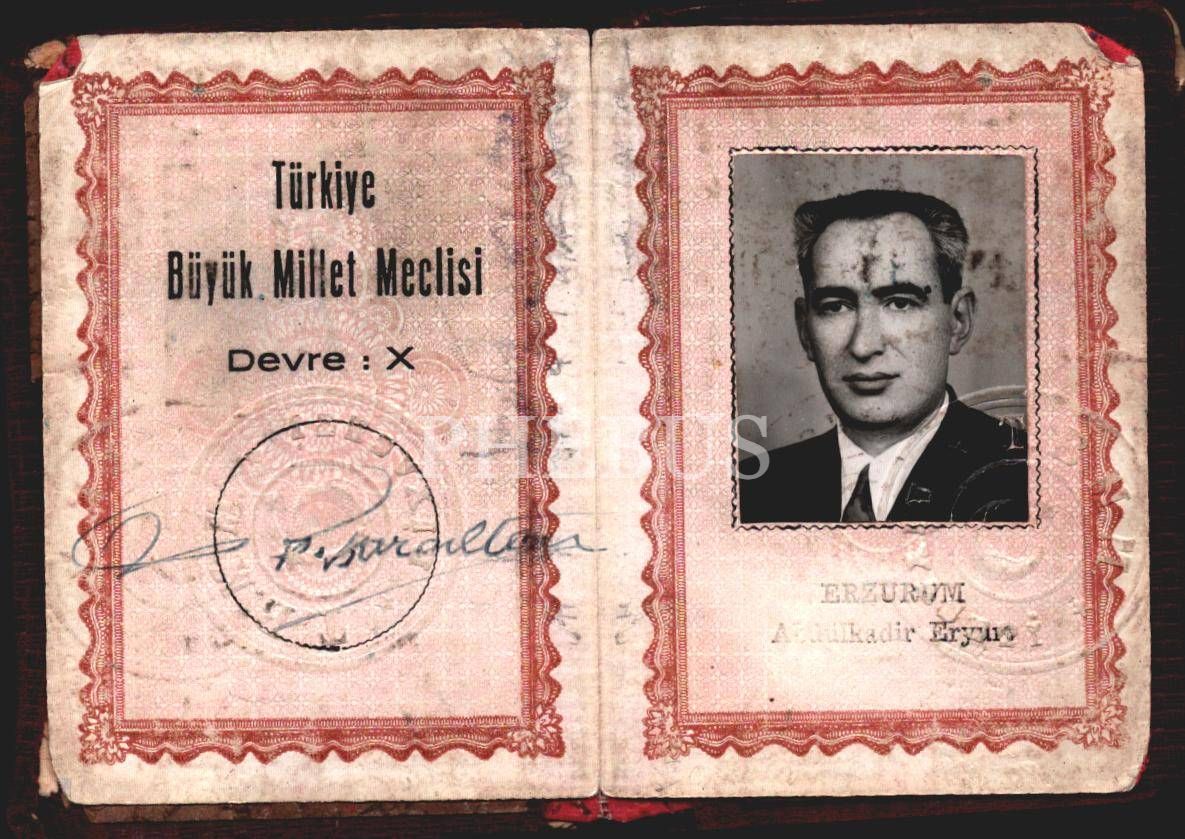 Türkiye
Büyük Millet Meclisi
Devre : X
PHEBUS
ERZURUM
Abdülkadir Eryurt